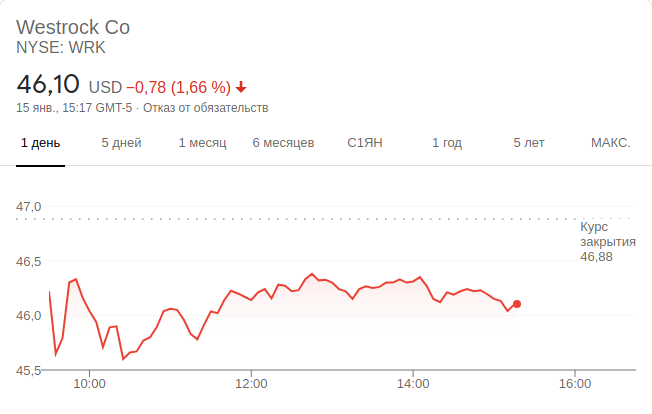 Westrock Co
NYSE: WRK
46,10 USD −0,78 (1,66 %)
15 янв., 15:17 GMT-5 · Отказ от обязательств
1 день 5 дней 1 месяц 6 месяцев С1ЯН 1 год 5 лет МАКС.
47,0
Курс
закрытия
46,88
46,5
46,0
45,5
10:00 12:00 14:00 16:00